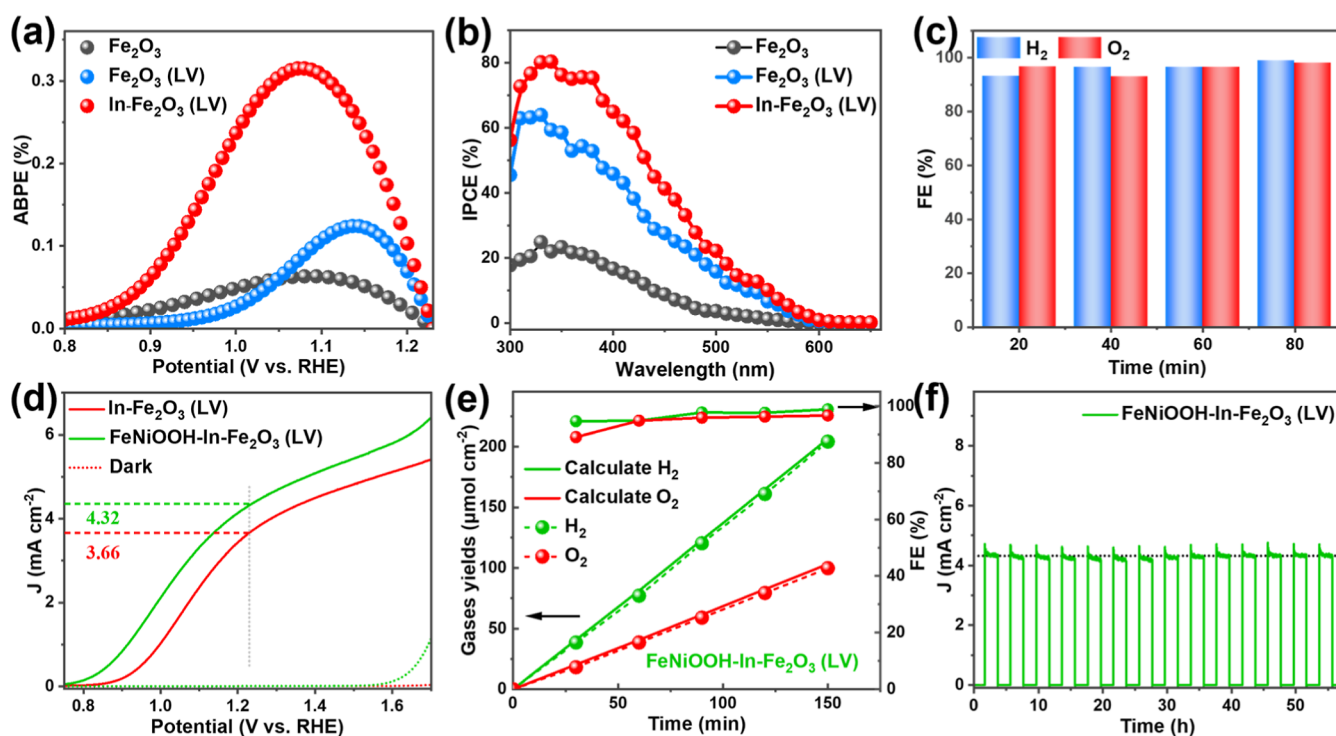 (a)
Fe₂O₃
Fe₂O₃ (LV)
In-Fe₂O₃ (LV)
0.3
0.2
0.1
0.0
ABPE (%)
0.8 0.9 1.0 1.1 1.2
Potential (V vs. RHE)
(b)
Fe₂O₃
Fe₂O₃ (LV)
In-Fe₂O₃ (LV)
80
60
40
20
0
IPCE (%)
300 400 500 600
Wavelength (nm)
(c)
H₂ O₂
100
80
60
40
20
0
FE (%)
20 40 60 80
Time (min)
(d)
In-Fe₂O₃ (LV)
FeNiOOH-In-Fe₂O₃ (LV)
Dark
4.32
3.66
6
4
2
0
J (mA cm⁻²)
0.8 1.0 1.2 1.4 1.6
Potential (V vs. RHE)
(e)
Calculate H₂
Calculate O₂
H₂
O₂
FeNiOOH-In-Fe₂O₃ (LV)
200
150
100
50
0
Gases yields (μmol cm⁻²)
100
80
60
40
20
0
FE (%)
0 50 100 150
Time (min)
(f)
FeNiOOH-In-Fe₂O₃ (LV)
8
6
4
2
0
J (mA cm⁻²)
0 10 20 30 40 50
Time (h)